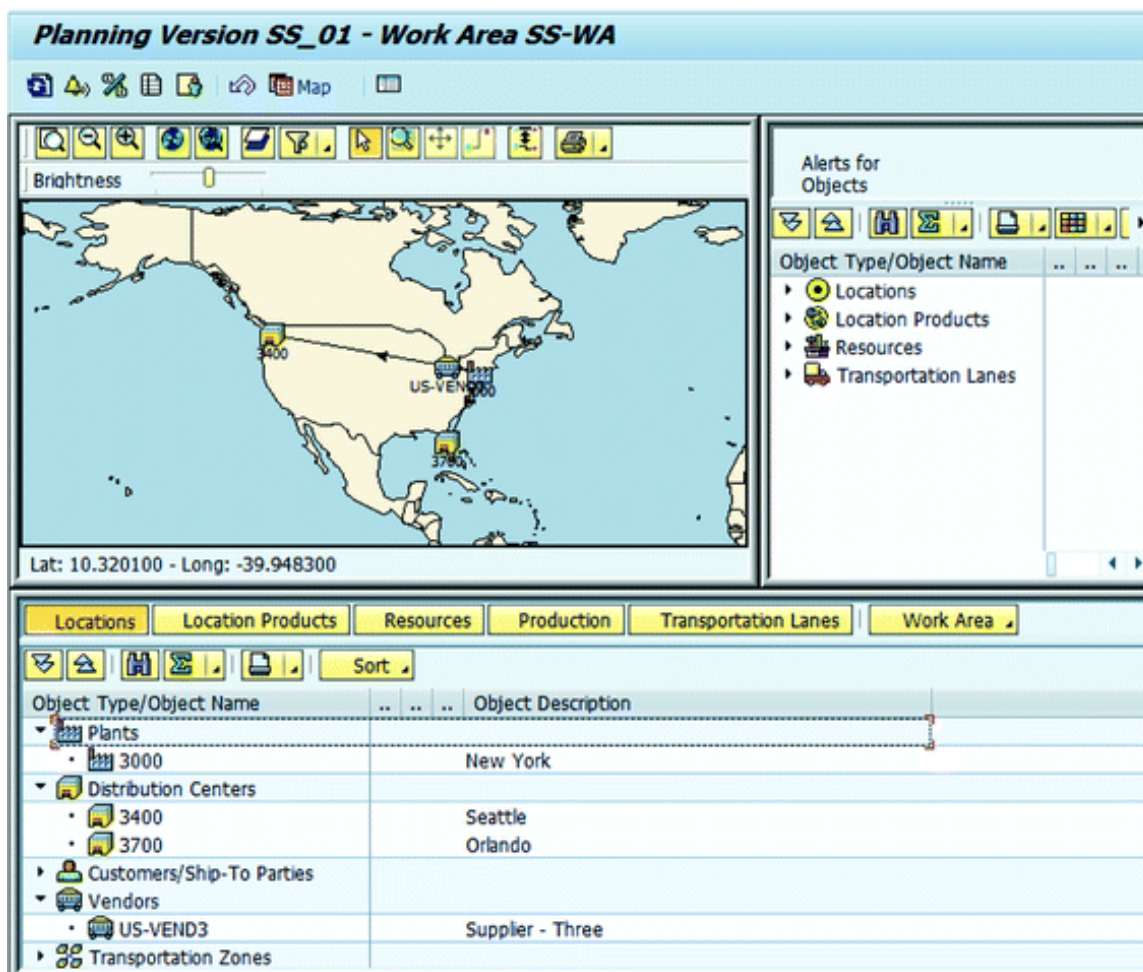 Planning Version SS_01 - Work Area SS-WA
Map
Brightness
3400
US-VEN
3700
Lat: 10.320100 - Long: -39.948300
Alerts for
Objects
Object Type/Object Name .. .. ..
Locations
Location Products
Resources
Transportation Lanes
Locations Location Products Resources Production Transportation Lanes Work Area
Sort
Object Type/Object Name .. .. .. Object Description
Plants
3000 New York
Distribution Centers
3400 Seattle
3700 Orlando
Customers/Ship-To Parties
Vendors
US-VEND3 Supplier - Three
Transportation Zones